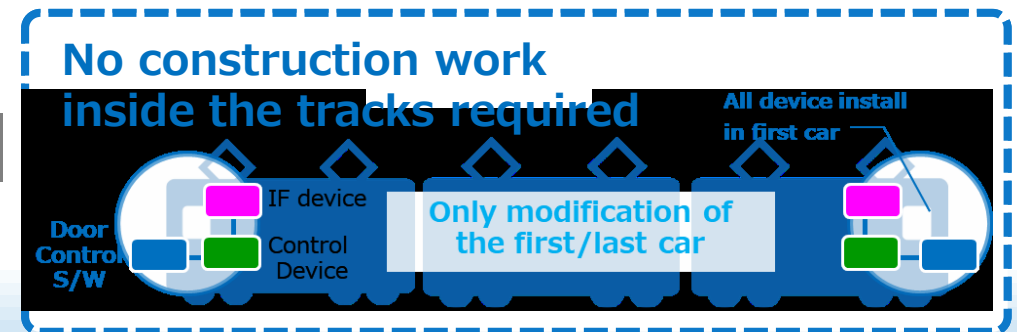 No construction work
inside the tracks required
All device install
in first car
IF device
Door
Control
S/W
Control
Device
Only modification of
the first/last car